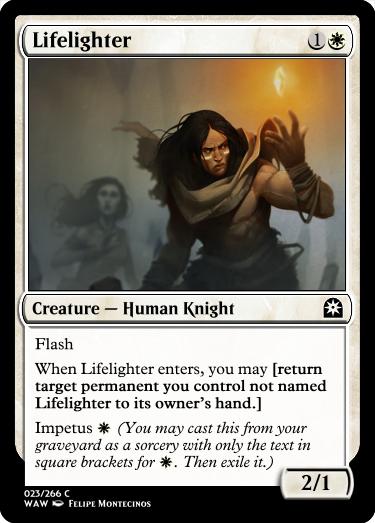 Lifelighter 1
Creature — Human Knight
Flash
When Lifelighter enters, you may [return
target permanent you control not named
Lifelighter to its owner's hand.]
Impetus (You may cast this from your
graveyard as a sorcery with only the text in
square brackets for . Then exile it.)
2/1
023/266 C
WAW Felipe Montecinos